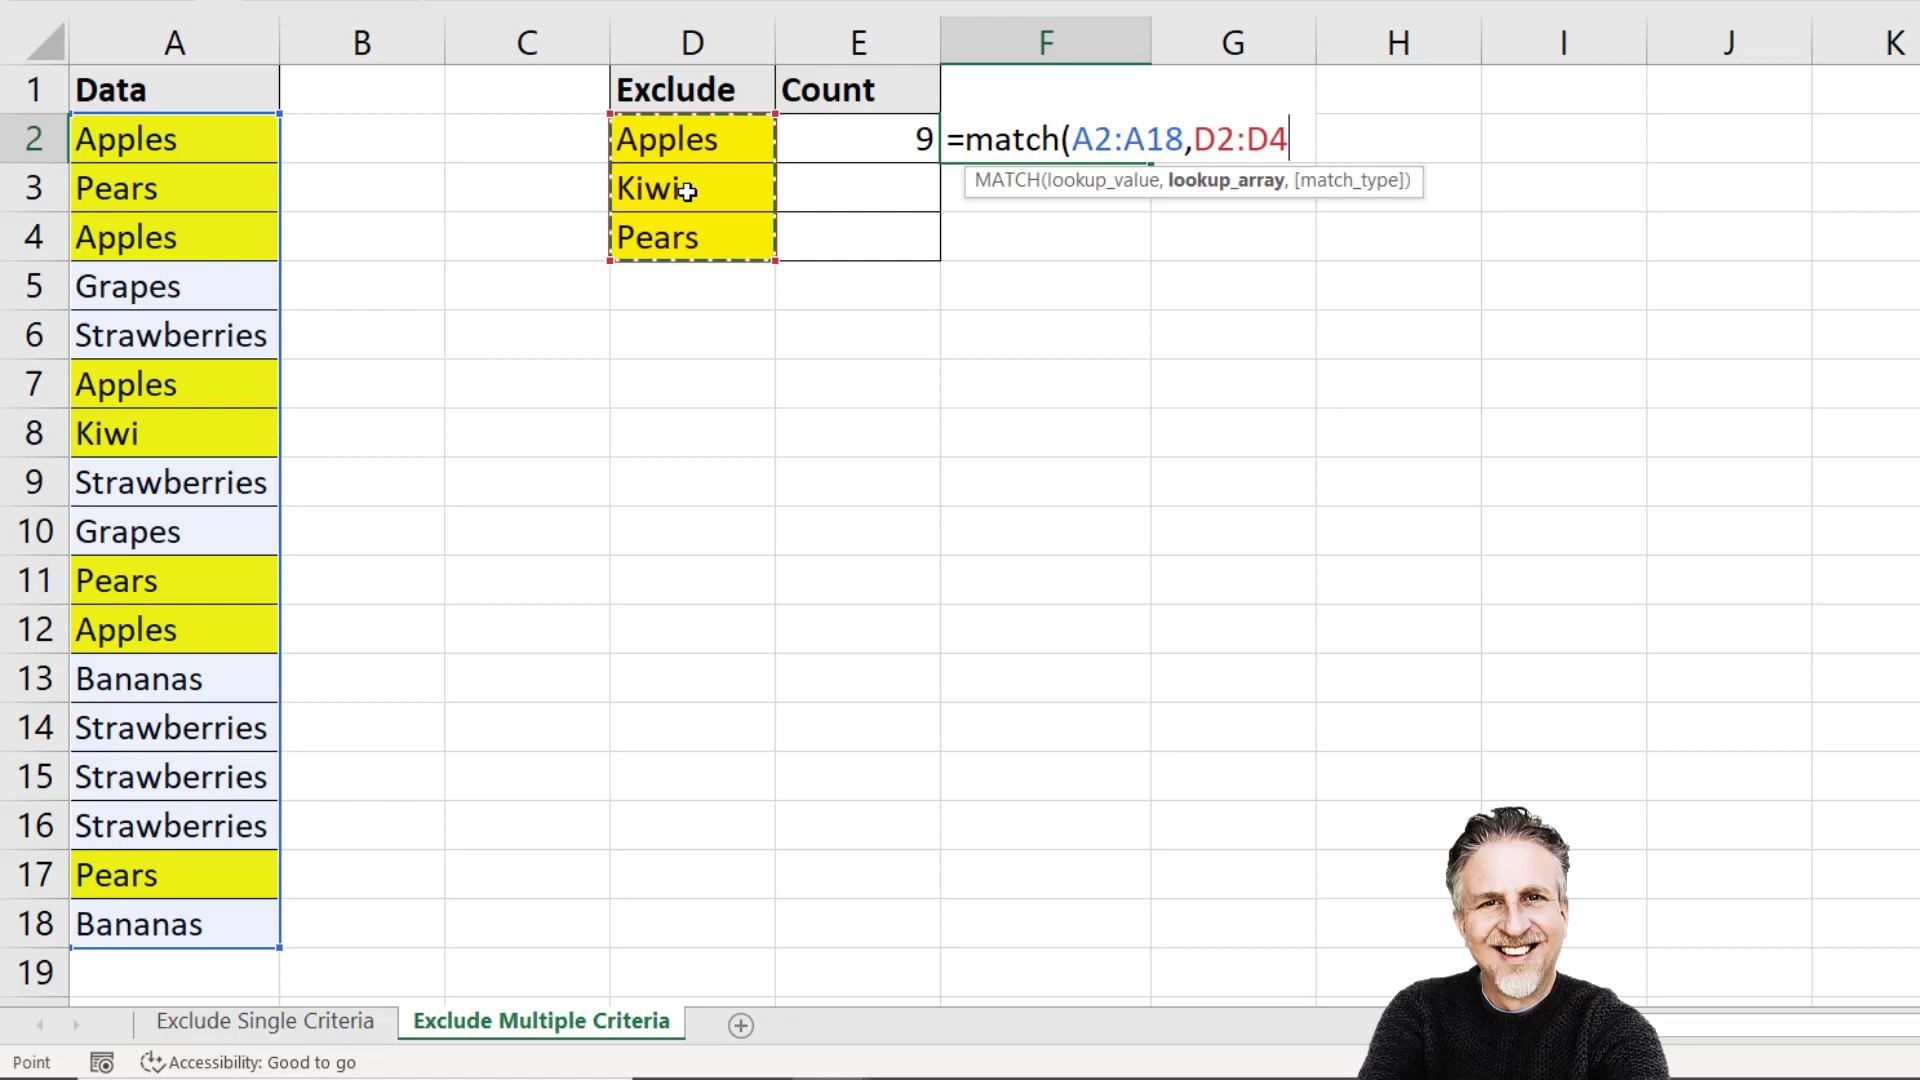 A B C D E F G H I J K
1 Data Exclude Count
2 Apples Apples 9 =match(A2:A18,D2:D4
MATCH(lookup_value, lookup_array, [match_type])
3 Pears Kiwi
4 Apples Pears
5 Grapes
6 Strawberries
7 Apples
8 Kiwi
9 Strawberries
10 Grapes
11 Pears
12 Apples
13 Bananas
14 Strawberries
15 Strawberries
16 Strawberries
17 Pears
18 Bananas
19
Exclude Single Criteria Exclude Multiple Criteria
Point Accessibility: Good to go